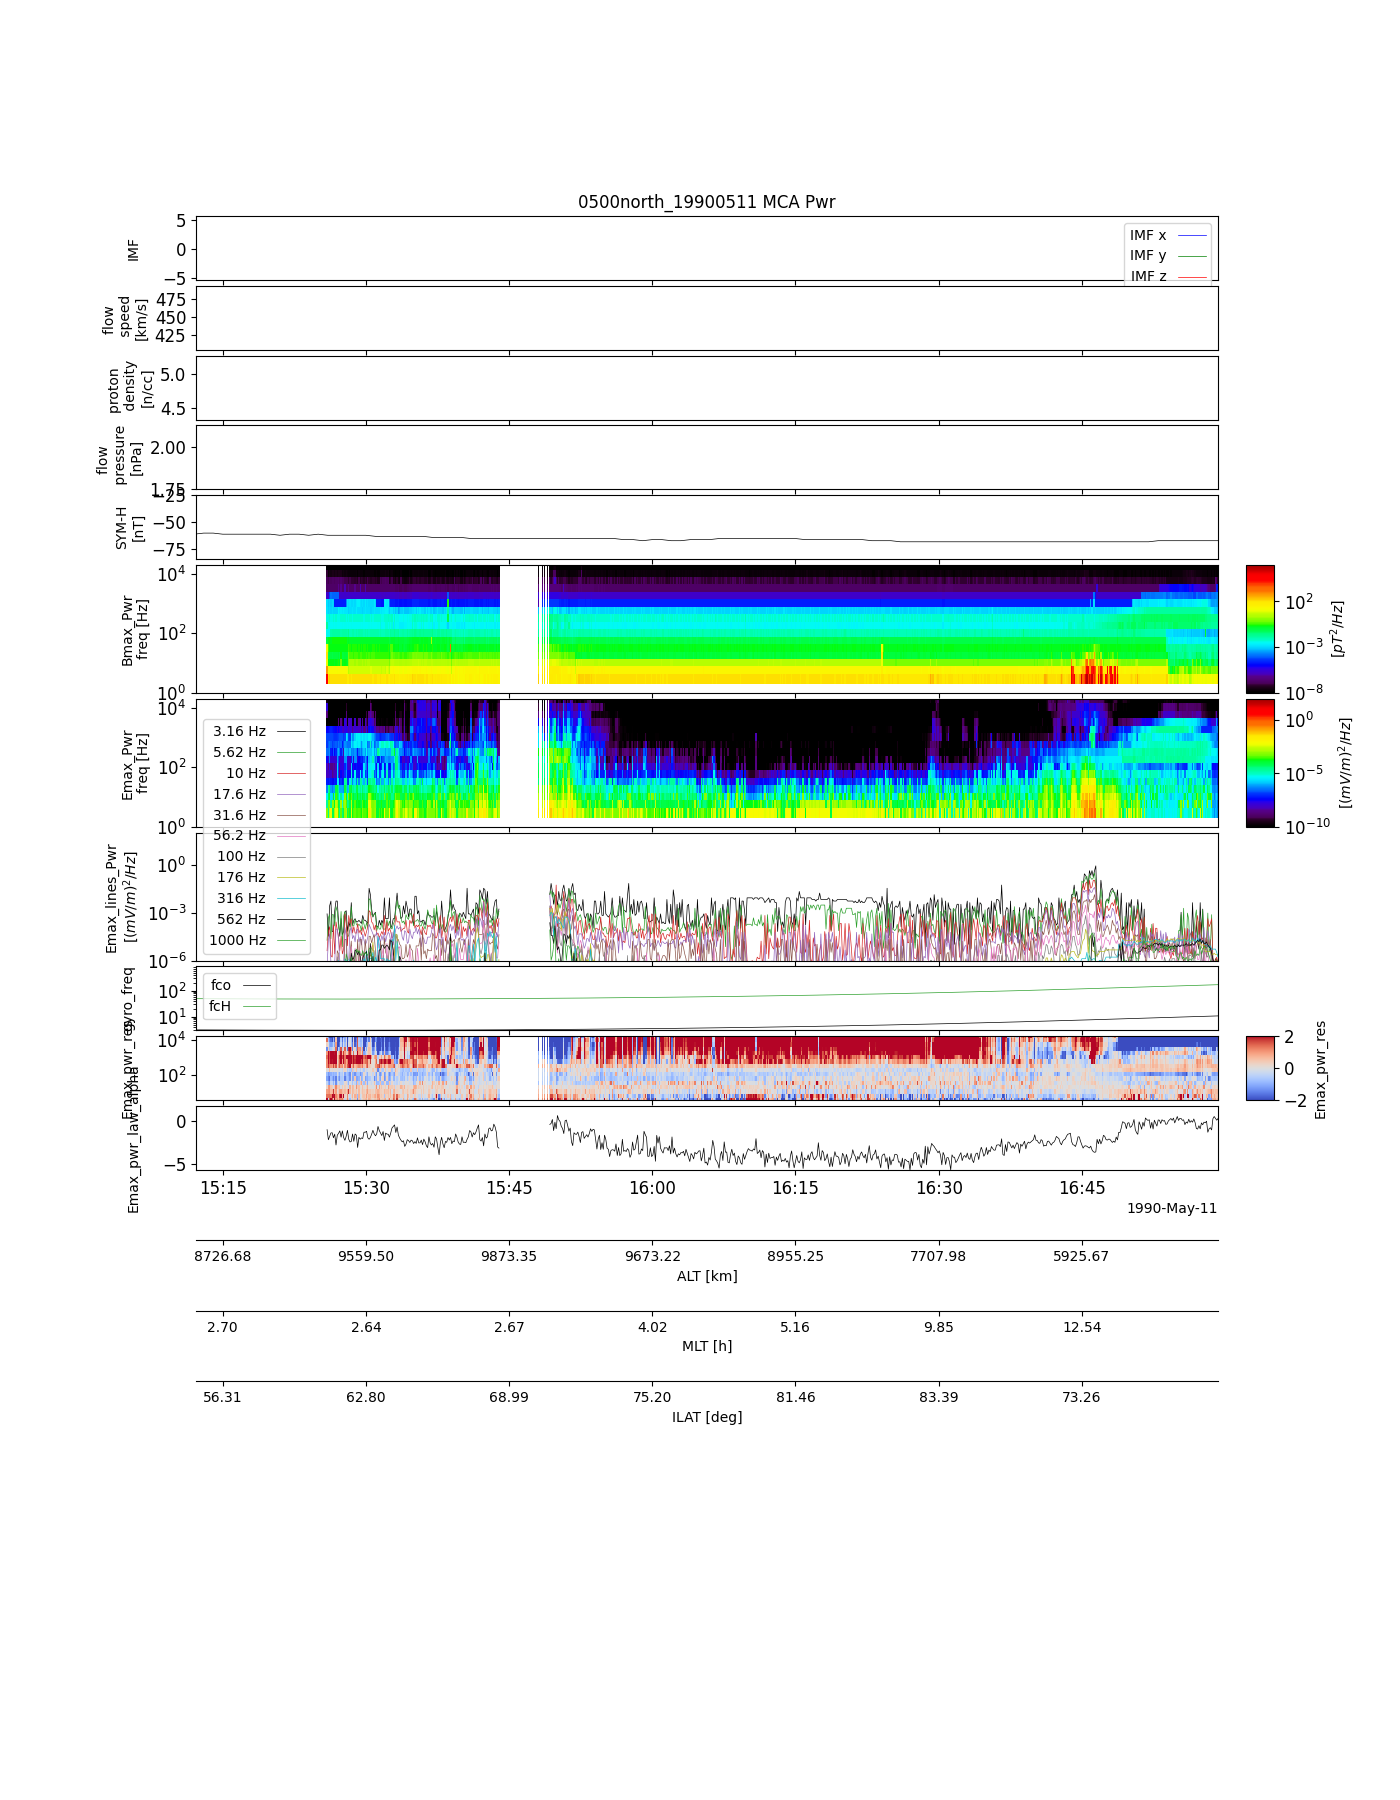 0500north_19900511 MCA Pwr
5
0
−5
IMF
IMF x
IMF y
IMF z
475
450
425
flow
speed
[km/s]
5.0
4.5
proton
density
[n/cc]
2.00
1.75
flow
pressure
[nPa]
−25
−50
−75
SYM-H
[nT]
10^4
10^2
10^0
Bmax_Pwr
freq [Hz]
10^2
10^−3
10^−8
[pT^2/Hz]
10^4
10^2
10^0
Emax_Pwr
freq [Hz]
10^0
10^−5
10^−10
[(mV/m)^2/Hz]
3.16 Hz
5.62 Hz
10 Hz
17.6 Hz
31.6 Hz
56.2 Hz
100 Hz
176 Hz
316 Hz
562 Hz
1000 Hz
10^0
10^−3
10^−6
Emax_lines_Pwr
[(mV/m)^2/Hz]
10^2
10^1
gyro_freq
fco
fcH
10^4
10^2
Emax_pwr_res
2
0
−2
Emax_pwr_res
0
−5
Emax_pwr_law_alpha
15:15 15:30 15:45 16:00 16:15 16:30 16:45
1990-May-11
8726.68 9559.50 9873.35 9673.22 8955.25 7707.98 5925.67
ALT [km]
2.70 2.64 2.67 4.02 5.16 9.85 12.54
MLT [h]
56.31 62.80 68.99 75.20 81.46 83.39 73.26
ILAT [deg]